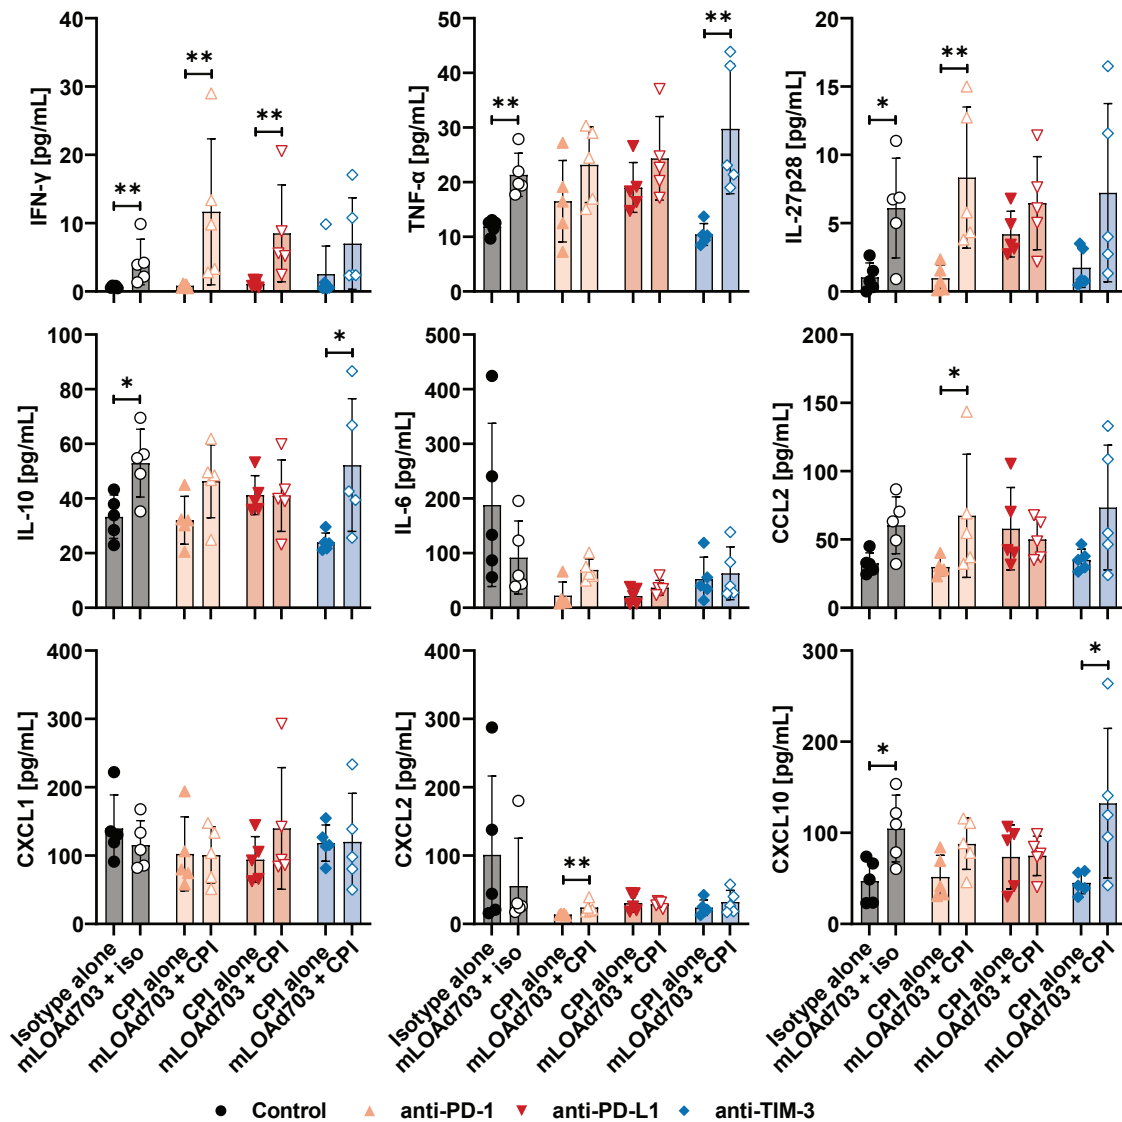 IFN-γ [pg/mL]
40
30
20
10
0
**
**
**
TNF-α [pg/mL]
50
40
30
20
10
0
**
**
IL-27p28 [pg/mL]
20
15
10
5
0
*
**
IL-10 [pg/mL]
100
80
60
40
20
0
*
*
IL-6 [pg/mL]
500
400
300
200
100
0
CCL2 [pg/mL]
200
150
100
50
0
*
CXCL1 [pg/mL]
400
300
200
100
0
Isotype alone
mLOAd703 + iso
CPI alone
mLOAd703 + CPI
CPI alone
mLOAd703 + CPI
CPI alone
mLOAd703 + CPI
CXCL2 [pg/mL]
400
300
200
100
0
**
Isotype alone
mLOAd703 + iso
CPI alone
mLOAd703 + CPI
CPI alone
mLOAd703 + CPI
CPI alone
mLOAd703 + CPI
CXCL10 [pg/mL]
300
200
100
0
*
*
Isotype alone
mLOAd703 + iso
CPI alone
mLOAd703 + CPI
CPI alone
mLOAd703 + CPI
CPI alone
mLOAd703 + CPI
Control anti-PD-1 anti-PD-L1 anti-TIM-3